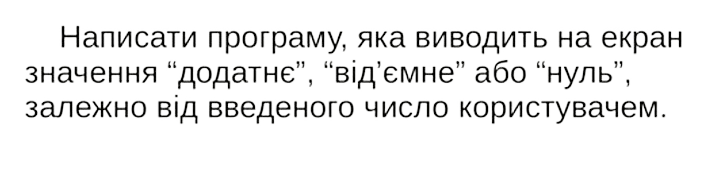 Написати програму, яка виводить на екран
значення “додатнє”, “від’ємне” або “нуль”,
залежно від введеного число користувачем.